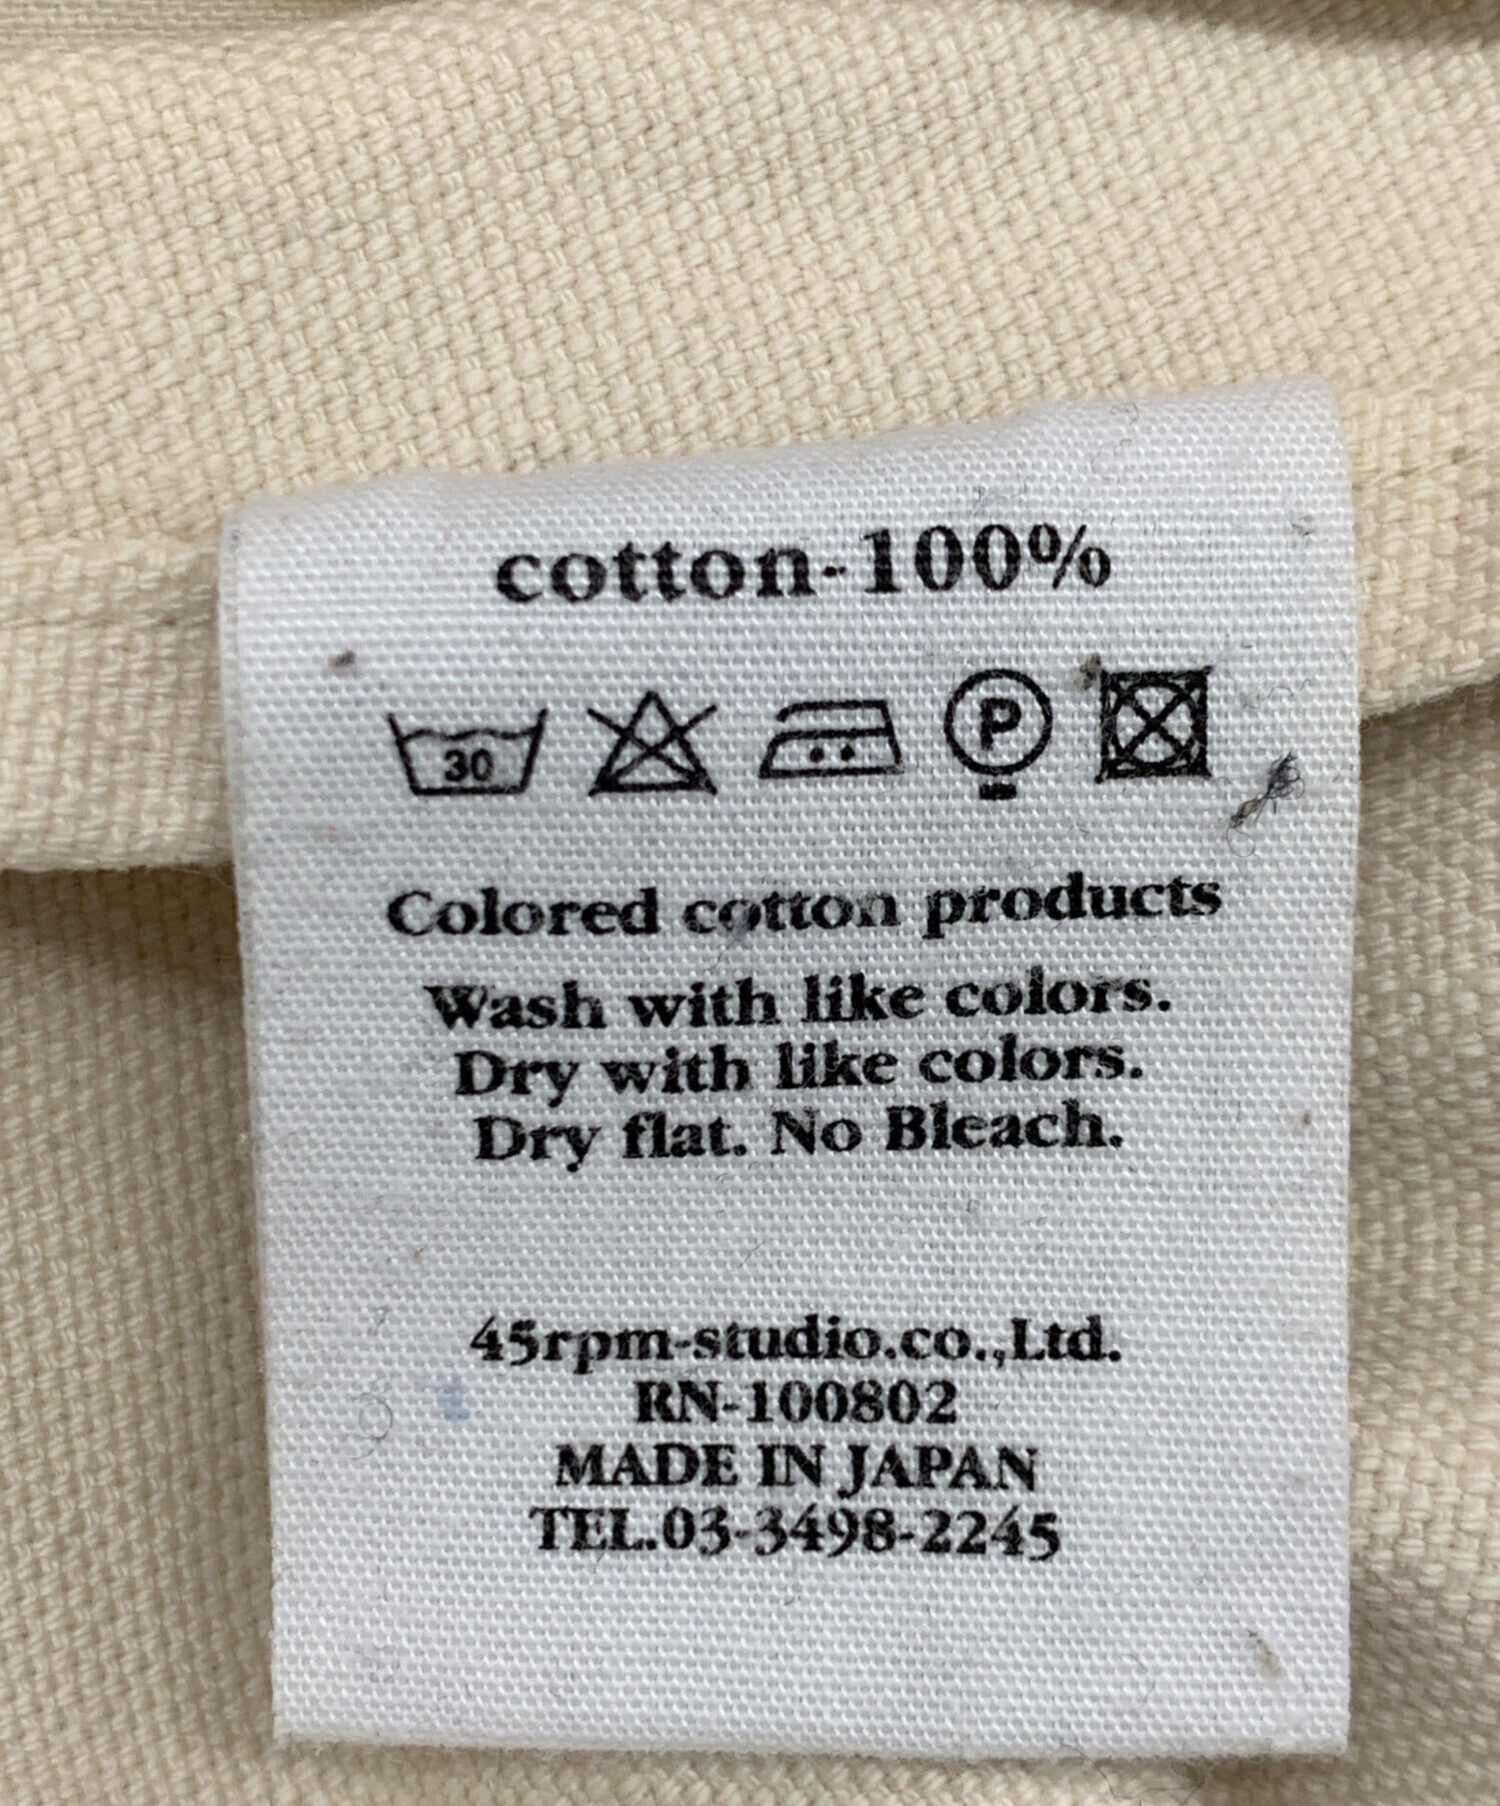 cotton-100%
30
P
Colored cotton products
Wash with like colors.
Dry with like colors.
Dry flat. No Bleach.
45rpm-studio.co.,Ltd.
RN-100802
MADE IN JAPAN
TEL.03-3498-2245